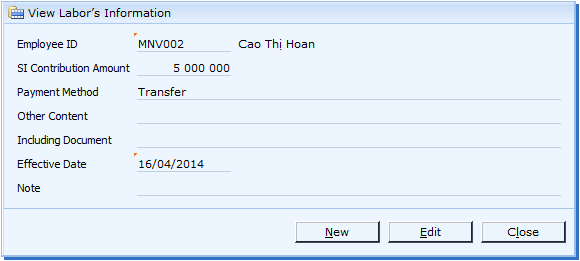 View Labor's Information
Employee ID MNV002 Cao Thị Hoan
SI Contribution Amount 5 000 000
Payment Method Transfer
Other Content
Including Document
Effective Date 16/04/2014
Note
New Edit Close